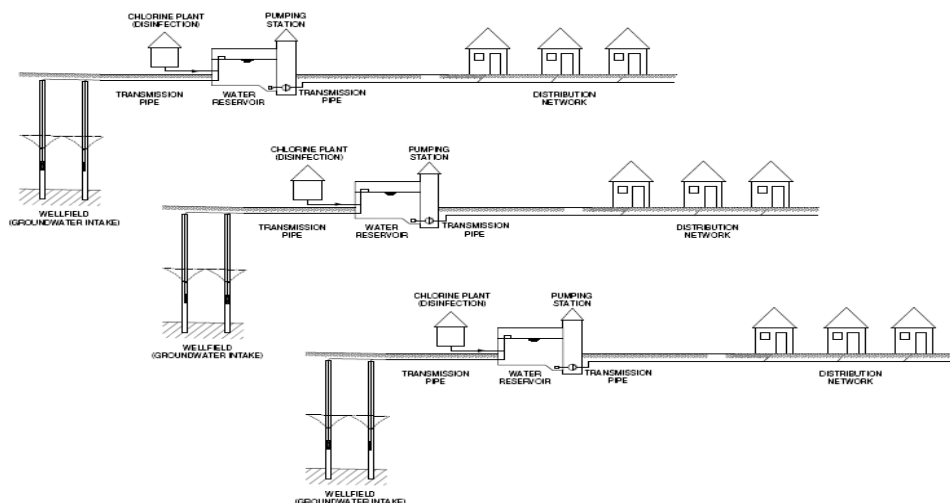 CHLORINE PLANT
(DISINFECTION)
PUMPING
STATION
TRANSMISSION
PIPE
WATER
RESERVOIR
TRANSMISSION
PIPE
DISTRIBUTION
NETWORK
WELLFIELD
(GROUNDWATER INTAKE)
CHLORINE PLANT
(DISINFECTION)
PUMPING
STATION
TRANSMISSION
PIPE
WATER
RESERVOIR
TRANSMISSION
PIPE
DISTRIBUTION
NETWORK
WELLFIELD
(GROUNDWATER INTAKE)
CHLORINE PLANT
(DISINFECTION)
PUMPING
STATION
TRANSMISSION
PIPE
WATER
RESERVOIR
TRANSMISSION
PIPE
DISTRIBUTION
NETWORK
WELLFIELD
(GROUNDWATER INTAKE)